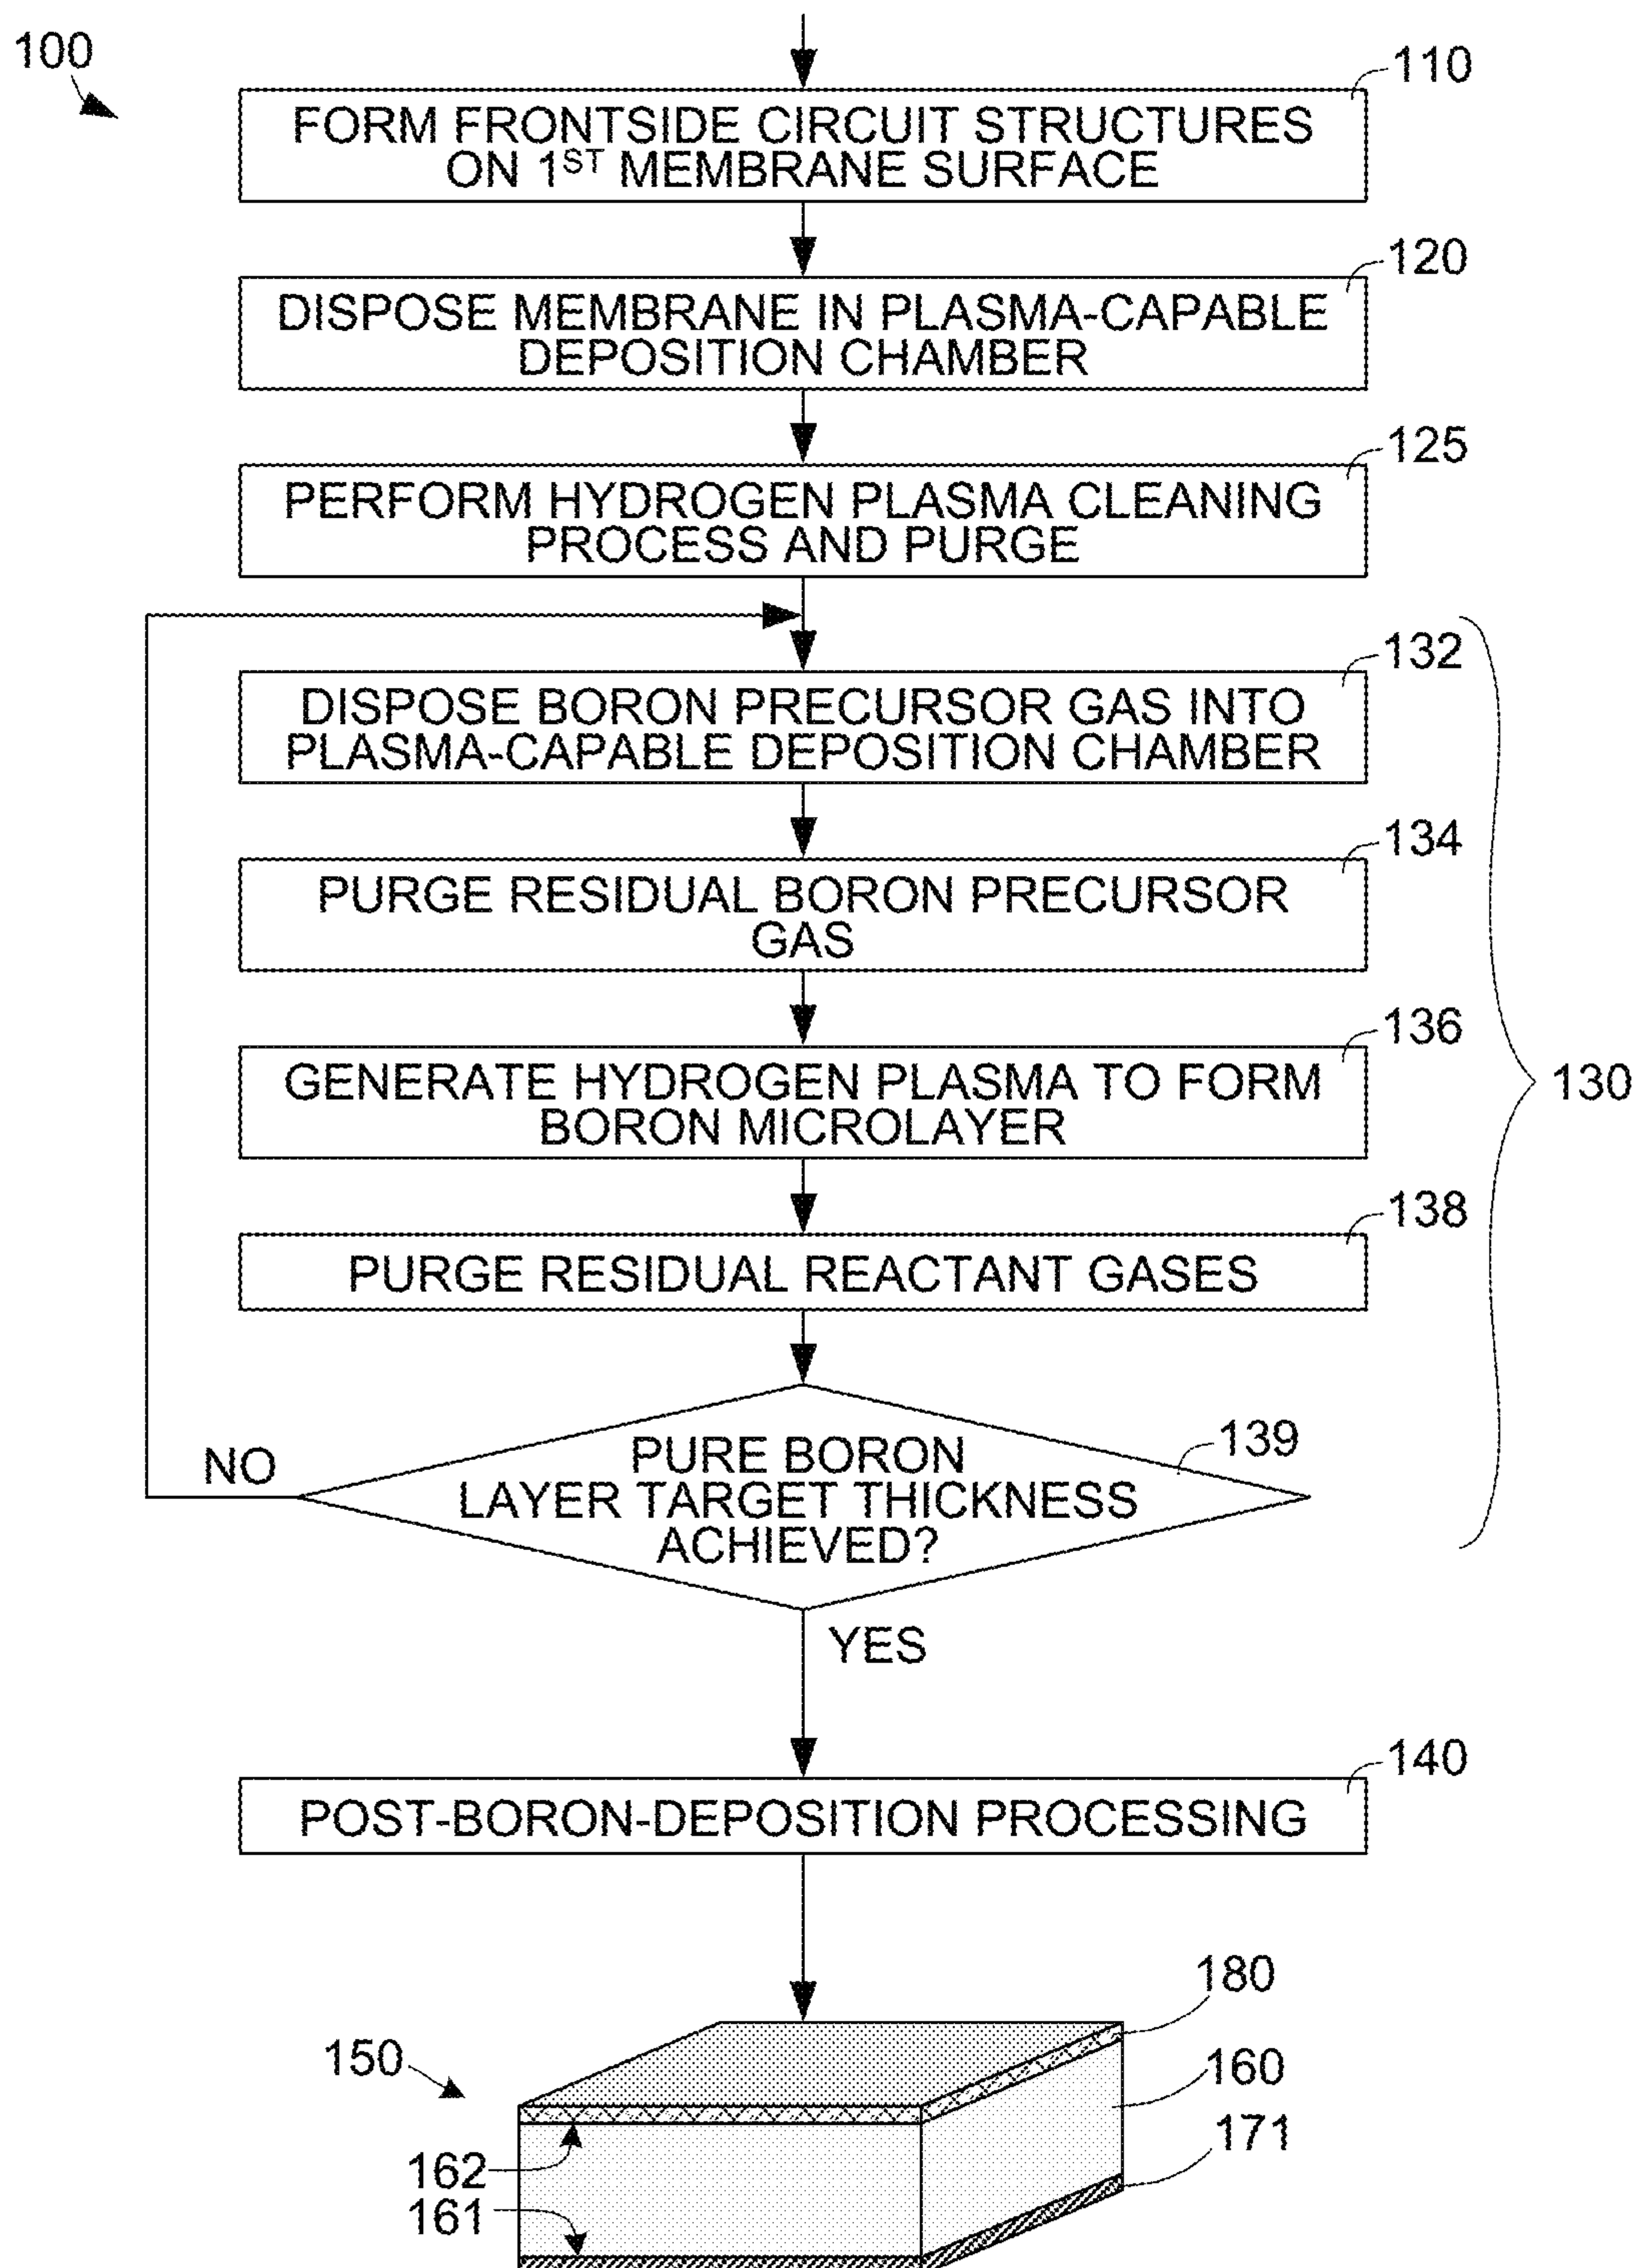 100
110
FORM FRONTSIDE CIRCUIT STRUCTURES
ON 1ST MEMBRANE SURFACE
120
DISPOSE MEMBRANE IN PLASMA-CAPABLE
DEPOSITION CHAMBER
125
PERFORM HYDROGEN PLASMA CLEANING
PROCESS AND PURGE
132
DISPOSE BORON PRECURSOR GAS INTO
PLASMA-CAPABLE DEPOSITION CHAMBER
134
PURGE RESIDUAL BORON PRECURSOR
GAS
136
GENERATE HYDROGEN PLASMA TO FORM
BORON MICROLAYER
130
138
PURGE RESIDUAL REACTANT GASES
139
PURE BORON
LAYER TARGET THICKNESS
ACHIEVED?
NO
YES
140
POST-BORON-DEPOSITION PROCESSING
180
150
160
171
162
161